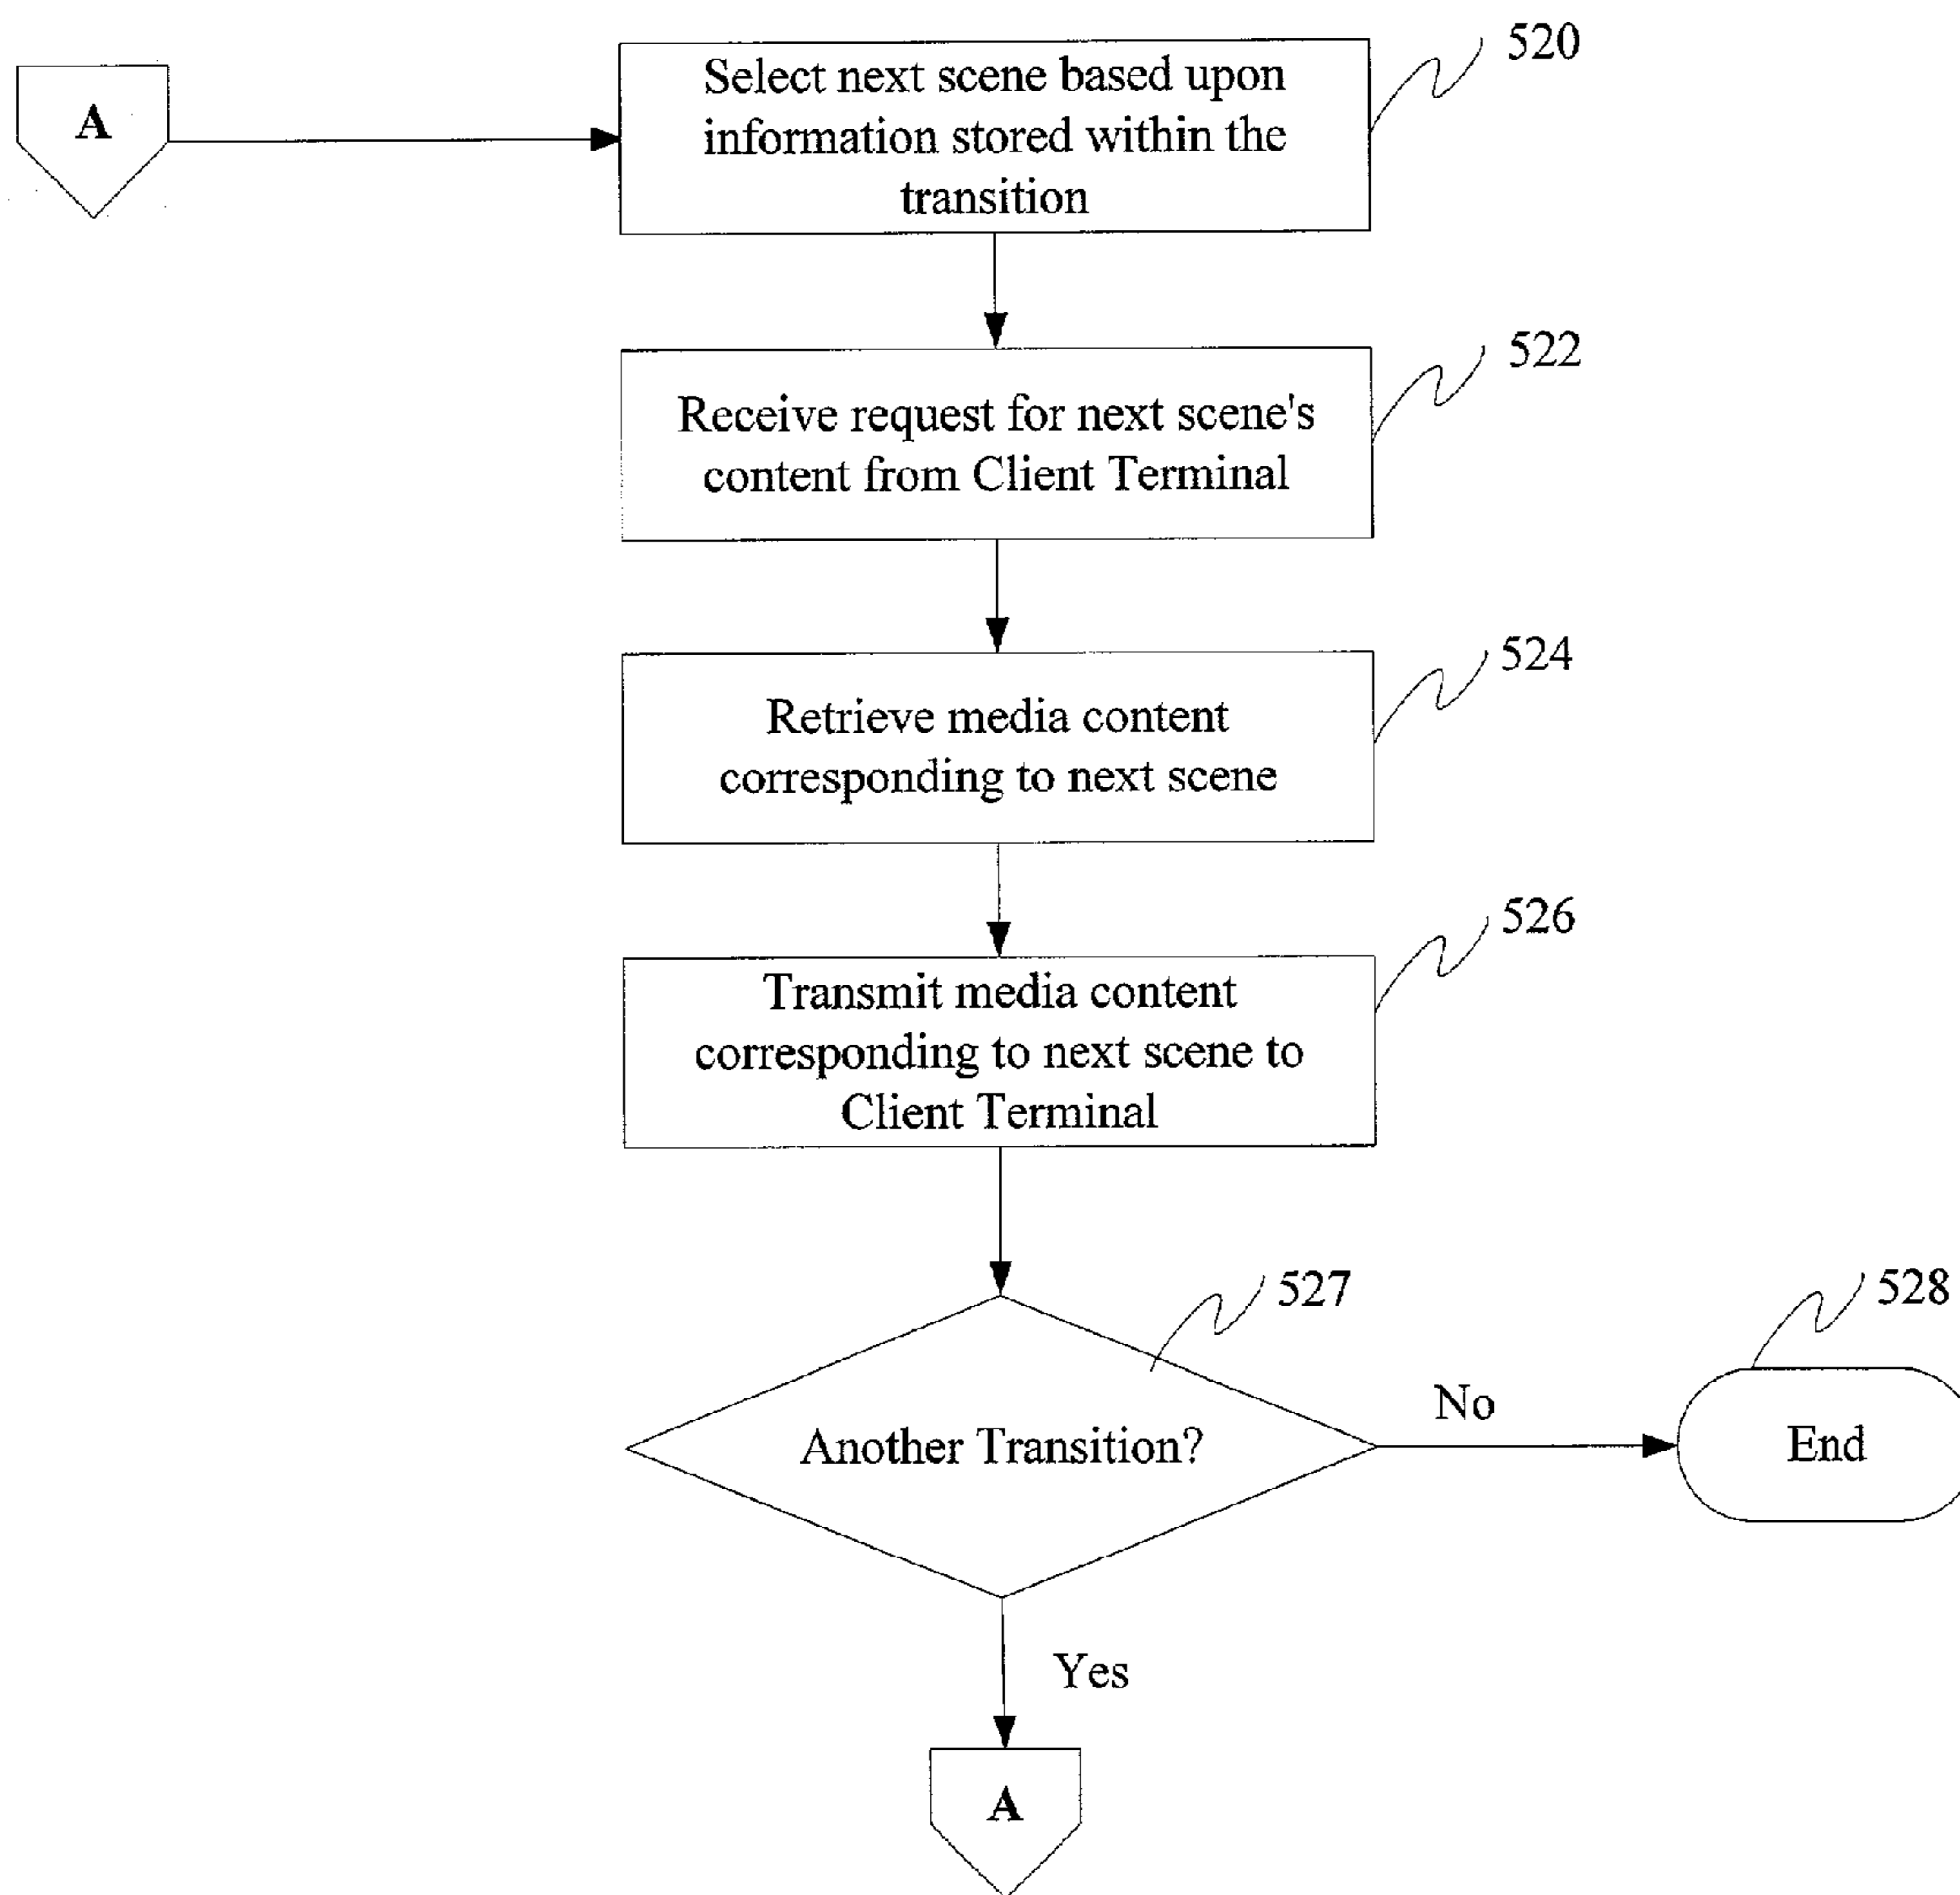 A
Select next scene based upon
information stored within the
transition
520
Receive request for next scene's
content from Client Terminal
522
Retrieve media content
corresponding to next scene
524
Transmit media content
corresponding to next scene to
Client Terminal
526
Another Transition?
527
No
End
528
Yes
A